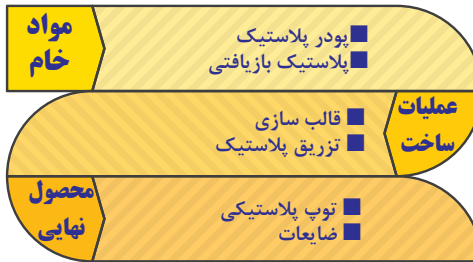 مواد
خام
پودر پلاستیک
پلاستیک بازیافتی
عملیات
ساخت
قالب سازی
تزریق پلاستیک
محصول
نهایی
توپ پلاستیکی
ضایعات